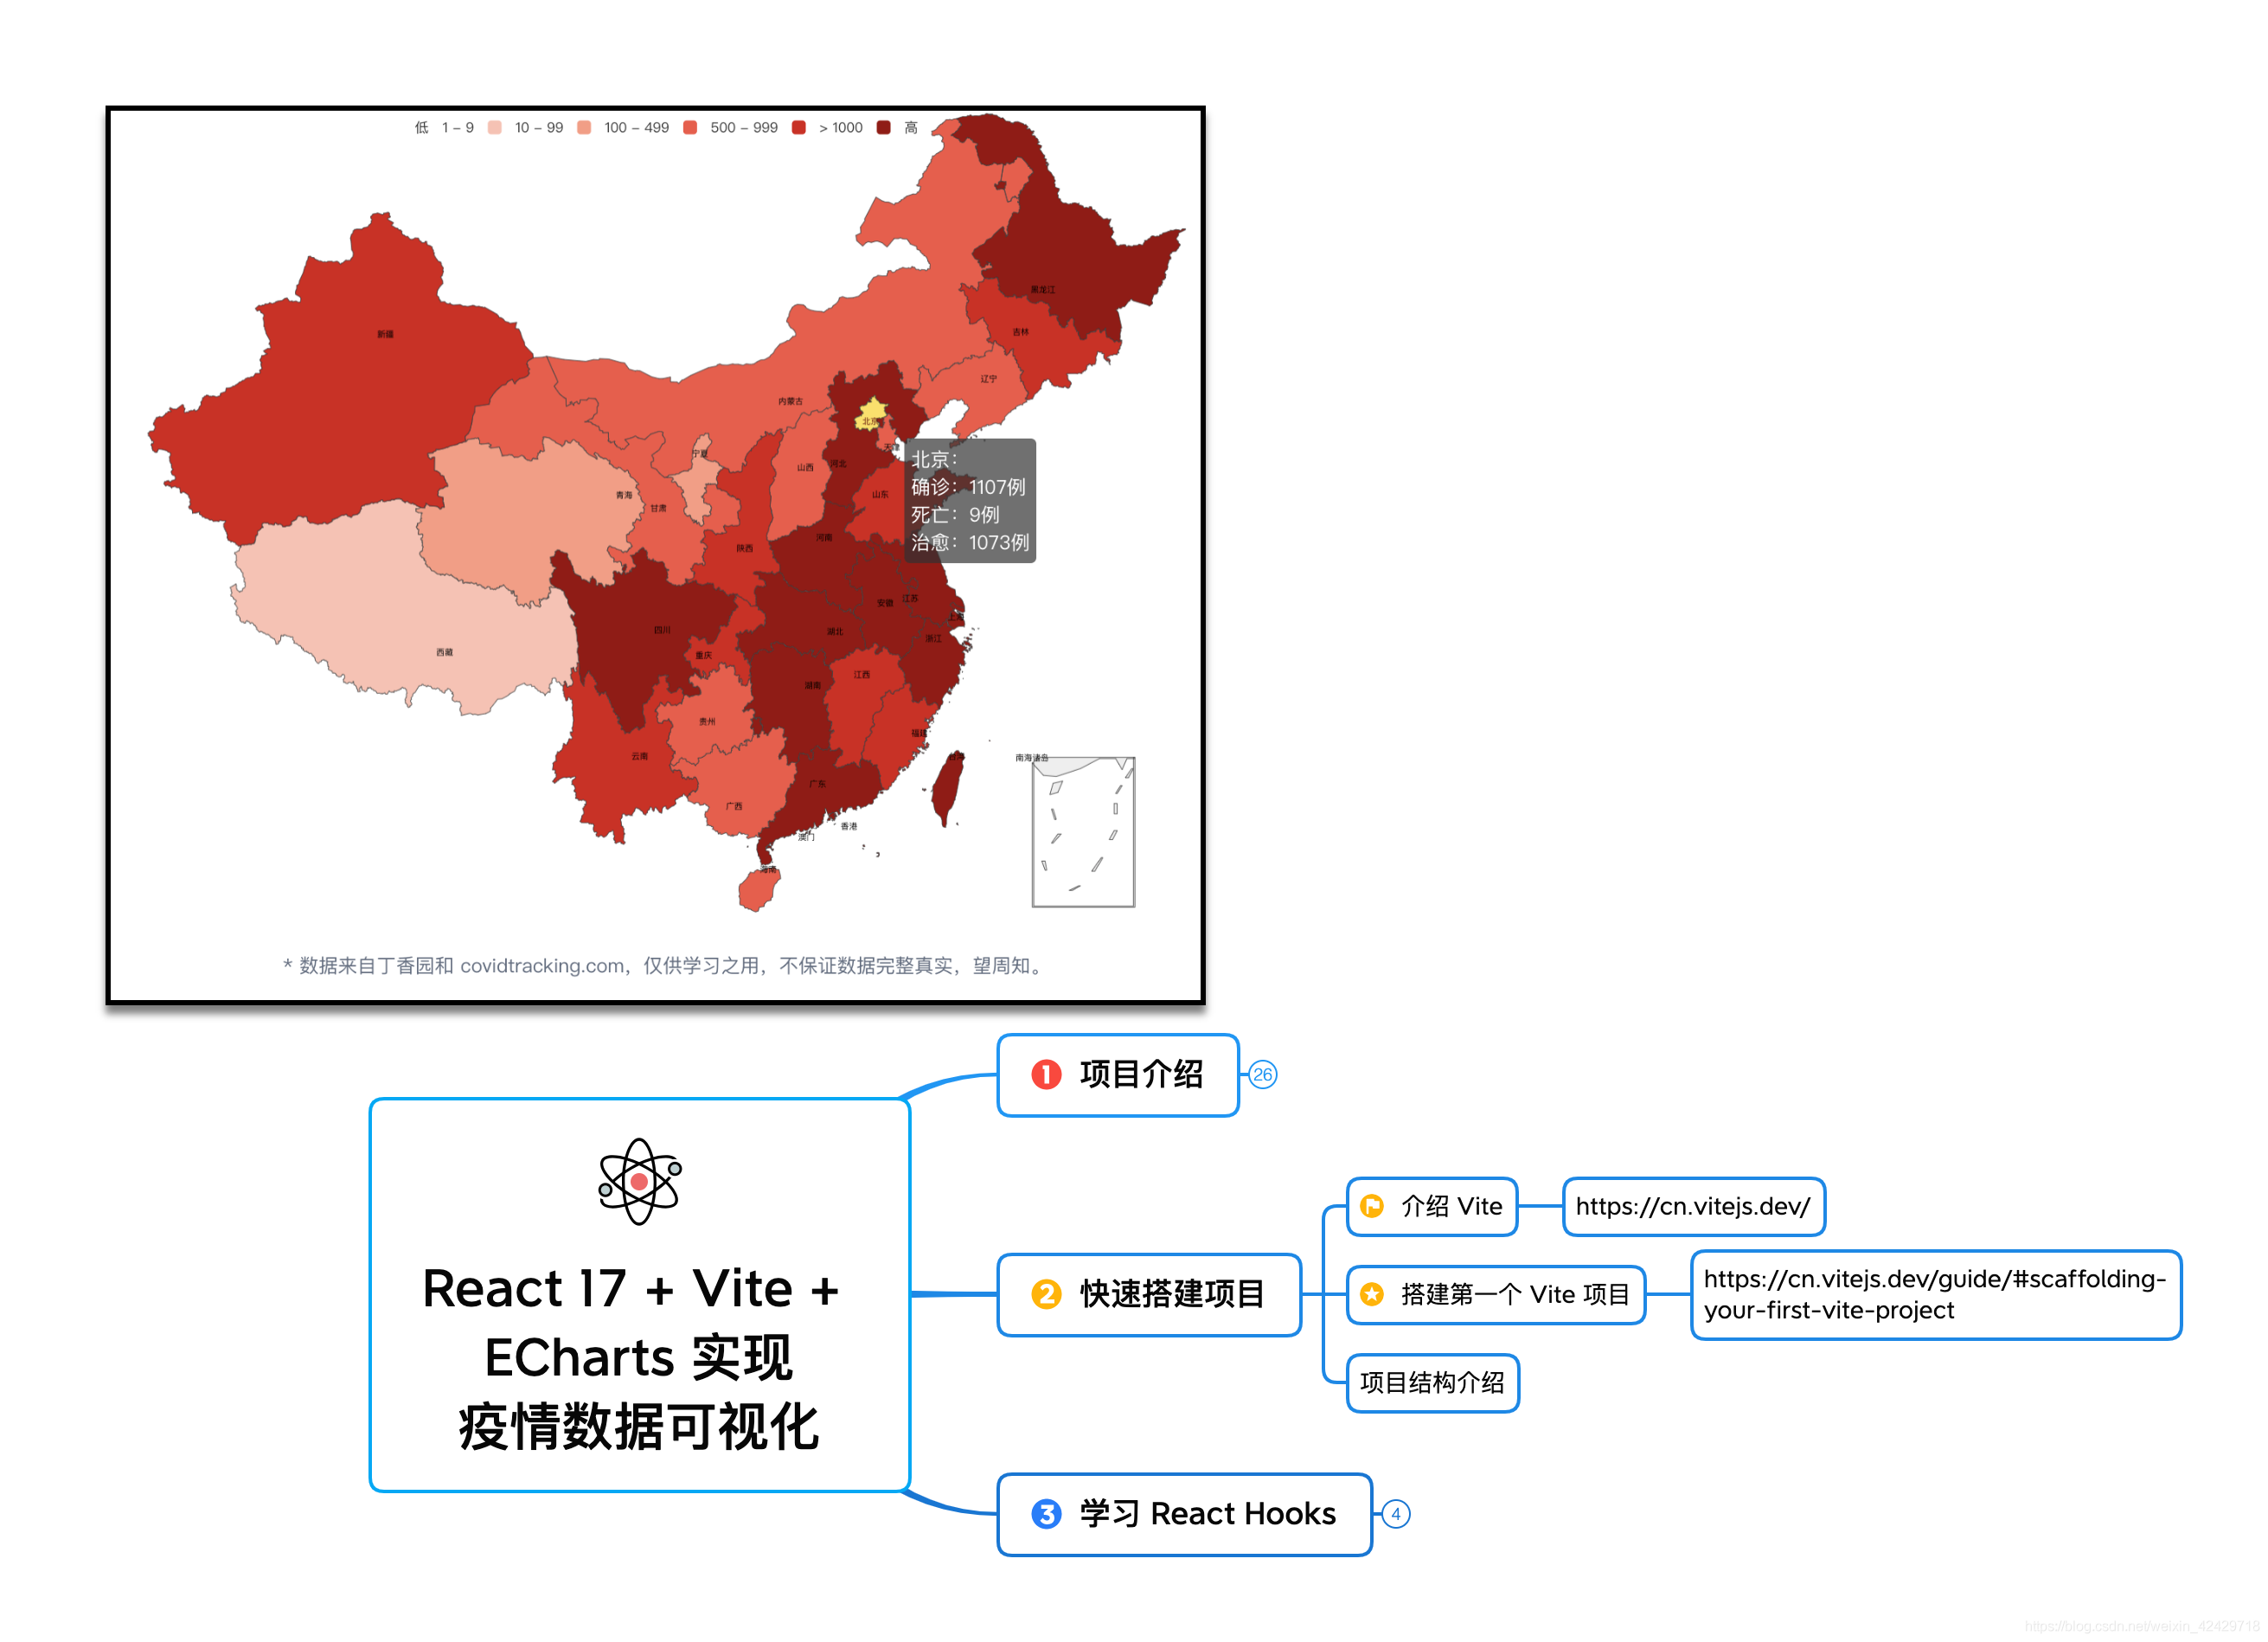 低 1 – 9 10 – 99 100 – 499 500 – 999 > 1000 高
黑龙江
吉林
新疆
辽宁
内蒙古
北京
天津
宁夏
山西
河北
青海
山东
甘肃
北京：
确诊：1107例
死亡：9例
治愈：1073例
河南
陕西
安徽
江苏
上海
四川
湖北
浙江
西藏
重庆
江西
湖南
贵州
福建
云南
台湾
南海诸岛
广东
广西
香港
澳门
海南
* 数据来自丁香园和 covidtracking.com，仅供学习之用，不保证数据完整真实，望周知。
1 项目介绍 26
React 17 + Vite +
ECharts 实现
疫情数据可视化
2 快速搭建项目
介绍 Vite
https://cn.vitejs.dev/
搭建第一个 Vite 项目
https://cn.vitejs.dev/guide/#scaffolding-
your-first-vite-project
项目结构介绍
3 学习 React Hooks 4
https://blog.csdn.net/weixin_42429718